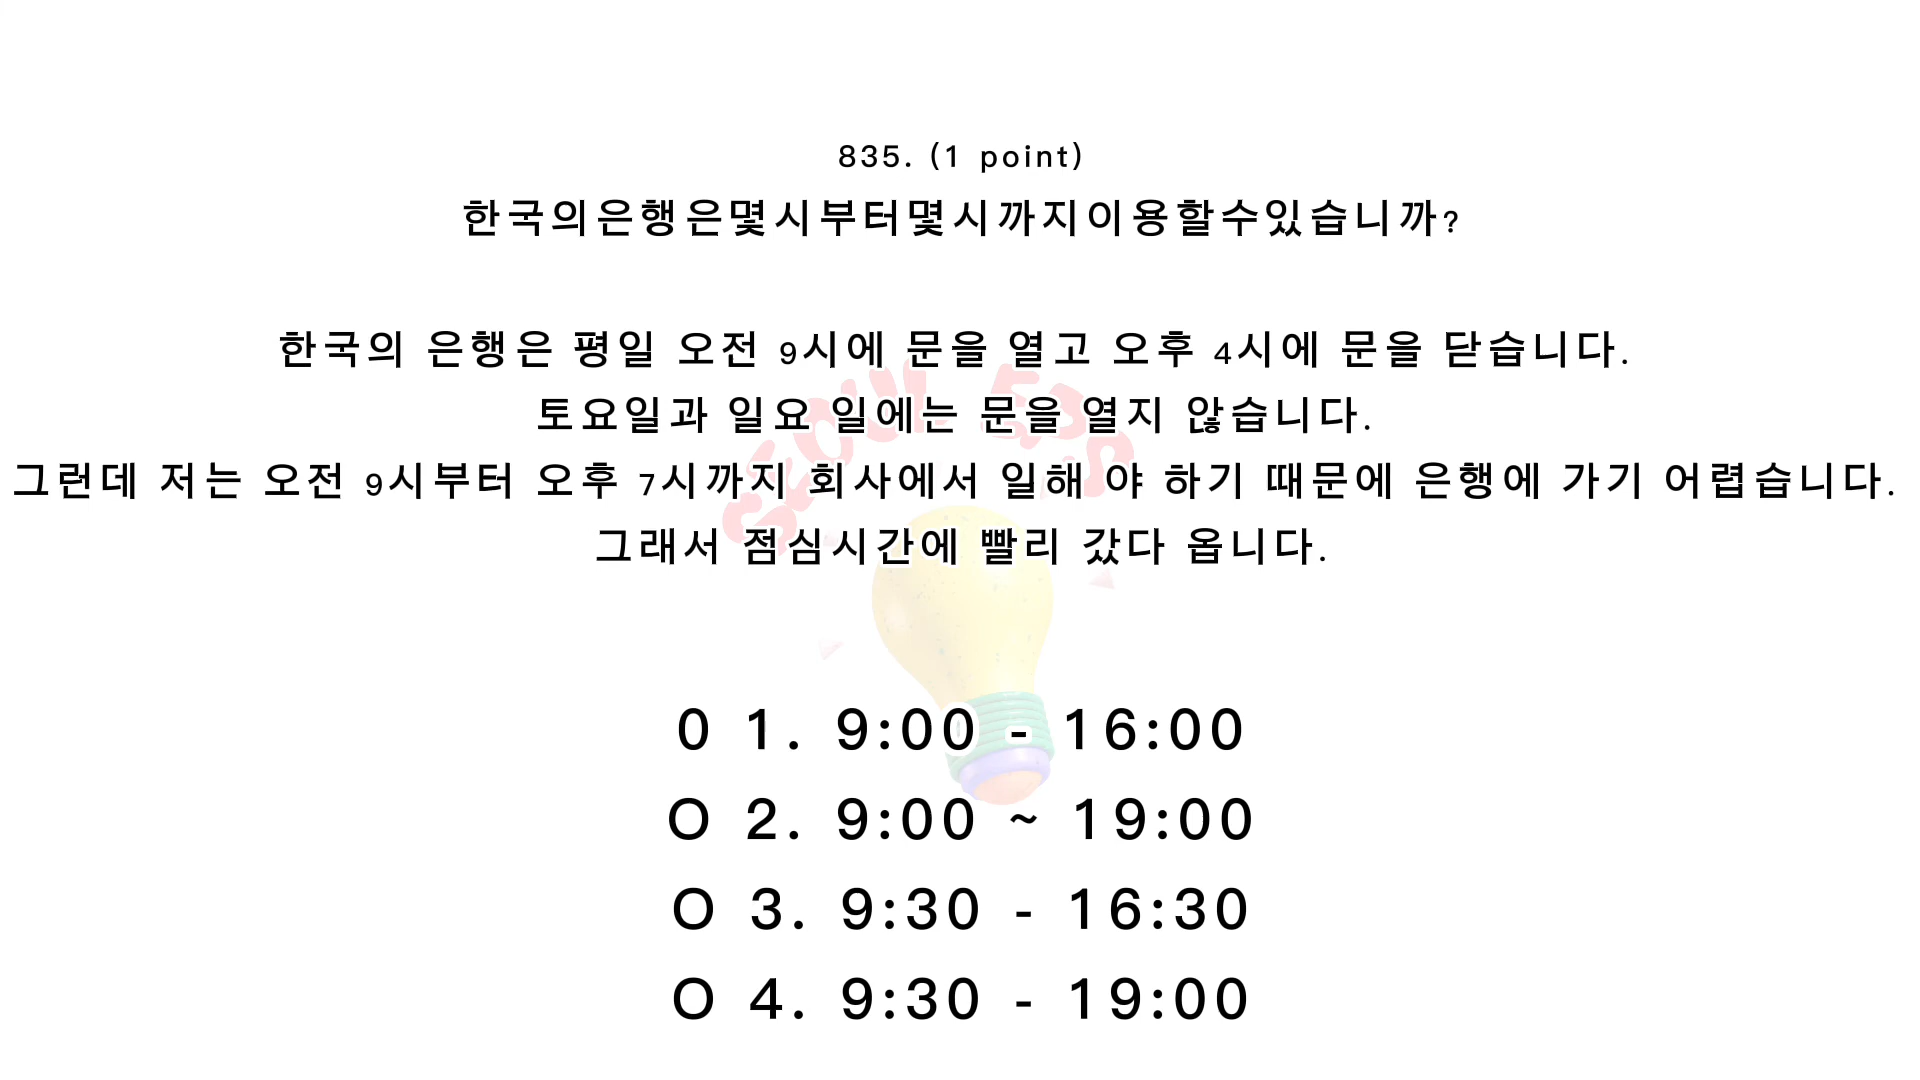 835. (1 point)
한국의은행은몇시부터몇시까지이용할수있습니까?
한국의 은행은 평일 오전 9시에 문을 열고 오후 4시에 문을 닫습니다.
토요일과 일요 일에는 문을 열지 않습니다.
그런데 저는 오전 9시부터 오후 7시까지 회사에서 일해 야 하기 때문에 은행에 가기 어렵습니다.
그래서 점심시간에 빨리 갔다 옵니다.
SEOUL EPS
0 1. 9:00 - 16:00
O 2. 9:00 ~ 19:00
O 3. 9:30 - 16:30
O 4. 9:30 - 19:00